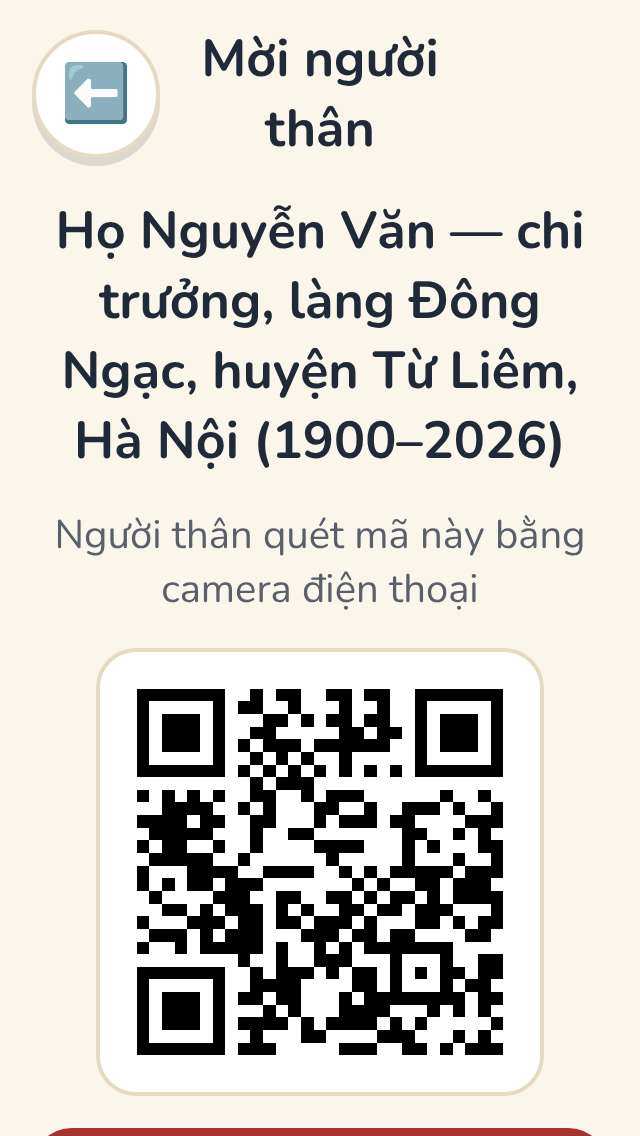 Mời người
thân
Họ Nguyễn Văn — chi
trưởng, làng Đông
Ngạc, huyện Từ Liêm,
Hà Nội (1900–2026)
Người thân quét mã này bằng
camera điện thoại